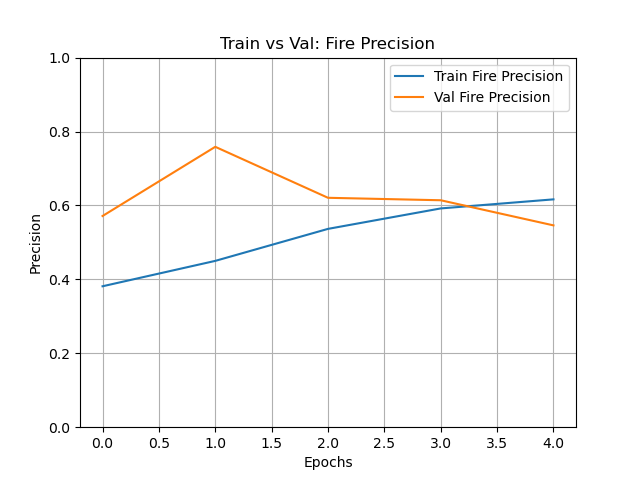 Train vs Val: Fire Precision
Train Fire Precision
Val Fire Precision
Precision
1.0
0.8
0.6
0.4
0.2
0.0
0.0 0.5 1.0 1.5 2.0 2.5 3.0 3.5 4.0
Epochs